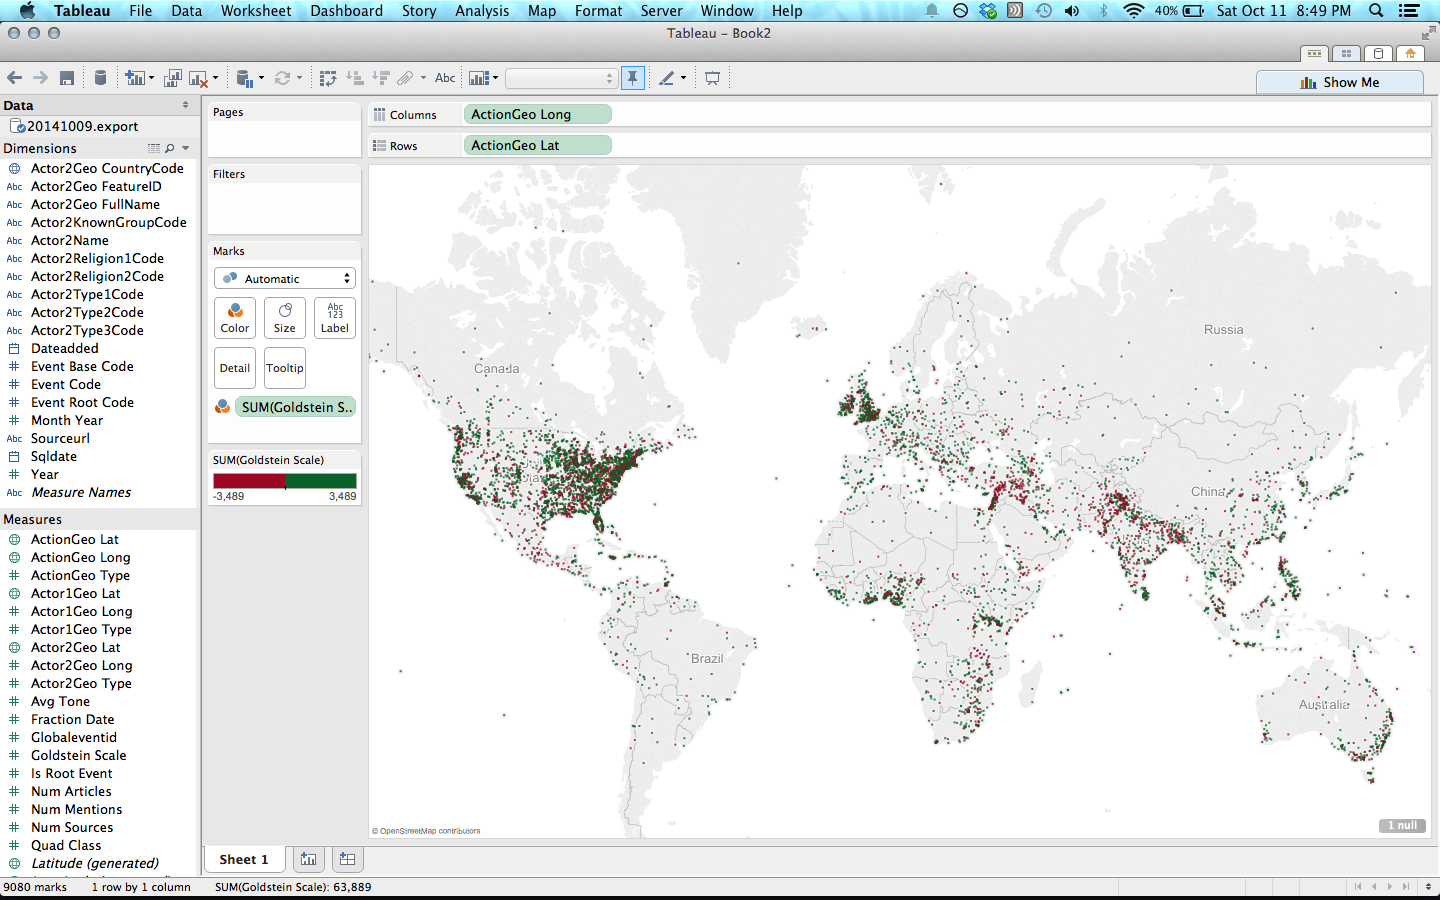 Tableau File Data Worksheet Dashboard Story Analysis Map Format Server Window Help 40% Sat Oct 11 8:49 PM
Tableau - Book2
Abc
Show Me
Data
20141009.export
Dimensions
Actor2Geo CountryCode
Abc Actor2Geo FeatureID
Abc Actor2Geo FullName
Abc Actor2KnownGroupCode
Abc Actor2Name
Abc Actor2Religion1Code
Abc Actor2Religion2Code
Abc Actor2Type1Code
Abc Actor2Type2Code
Abc Actor2Type3Code
Dateadded
# Event Base Code
# Event Code
# Event Root Code
# Month Year
Abc Sourceurl
Sqldate
# Year
Abc Measure Names
Measures
ActionGeo Lat
ActionGeo Long
# ActionGeo Type
Actor1Geo Lat
# Actor1Geo Long
# Actor1Geo Type
Actor2Geo Lat
# Actor2Geo Long
# Actor2Geo Type
# Avg Tone
# Fraction Date
# Globaleventid
# Goldstein Scale
# Is Root Event
# Num Articles
# Num Mentions
# Num Sources
# Quad Class
Latitude (generated)
Pages
Filters
Marks
Automatic
Color Size Abc 123 Label
Detail Tooltip
SUM(Goldstein S..
SUM(Goldstein Scale)
-3,489 3,489
Columns ActionGeo Long
Rows ActionGeo Lat
Russia
Canada
China
Brazil
Australia
© OpenStreetMap contributors
1 null
Sheet 1
9080 marks 1 row by 1 column SUM(Goldstein Scale): 63,889